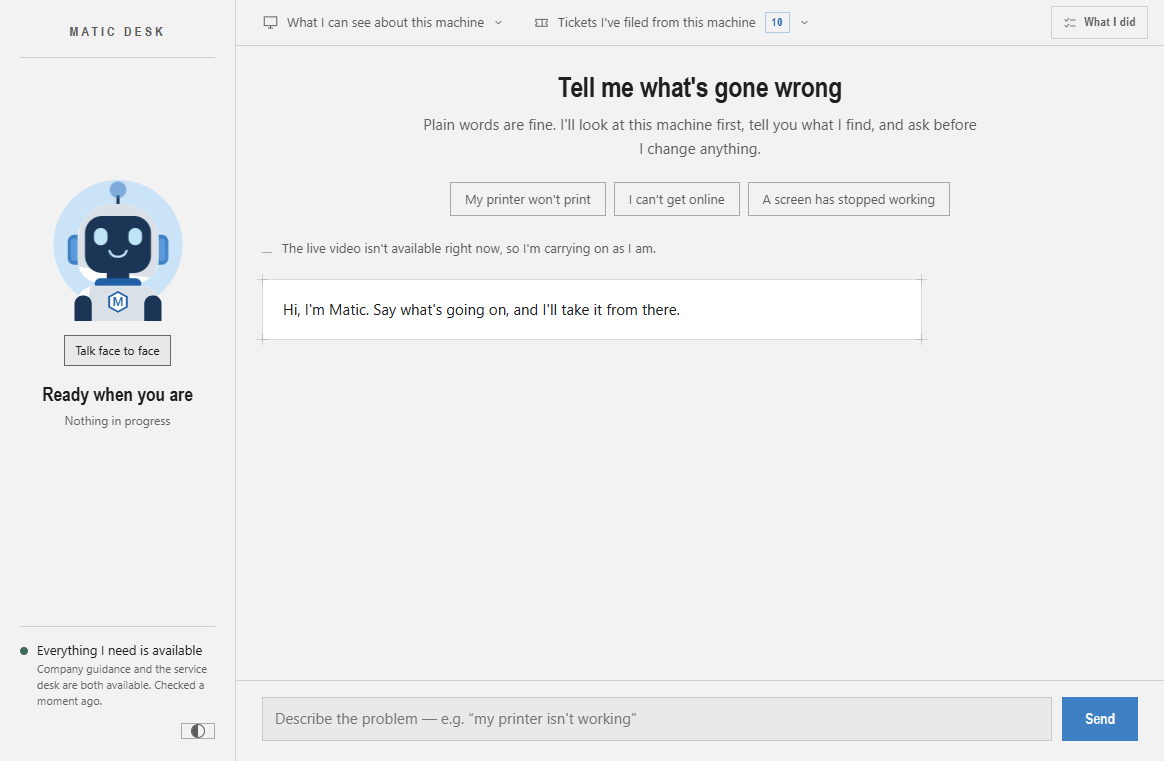 MATIC DESK
What I can see about this machine
Tickets I've filed from this machine 10
What I did
Tell me what's gone wrong
Plain words are fine. I'll look at this machine first, tell you what I find, and ask before
I change anything.
My printer won't print
I can't get online
A screen has stopped working
The live video isn't available right now, so I'm carrying on as I am.
Hi, I'm Matic. Say what's going on, and I'll take it from there.
M
Talk face to face
Ready when you are
Nothing in progress
Everything I need is available
Company guidance and the service
desk are both available. Checked a
moment ago.
Describe the problem — e.g. “my printer isn't working”
Send